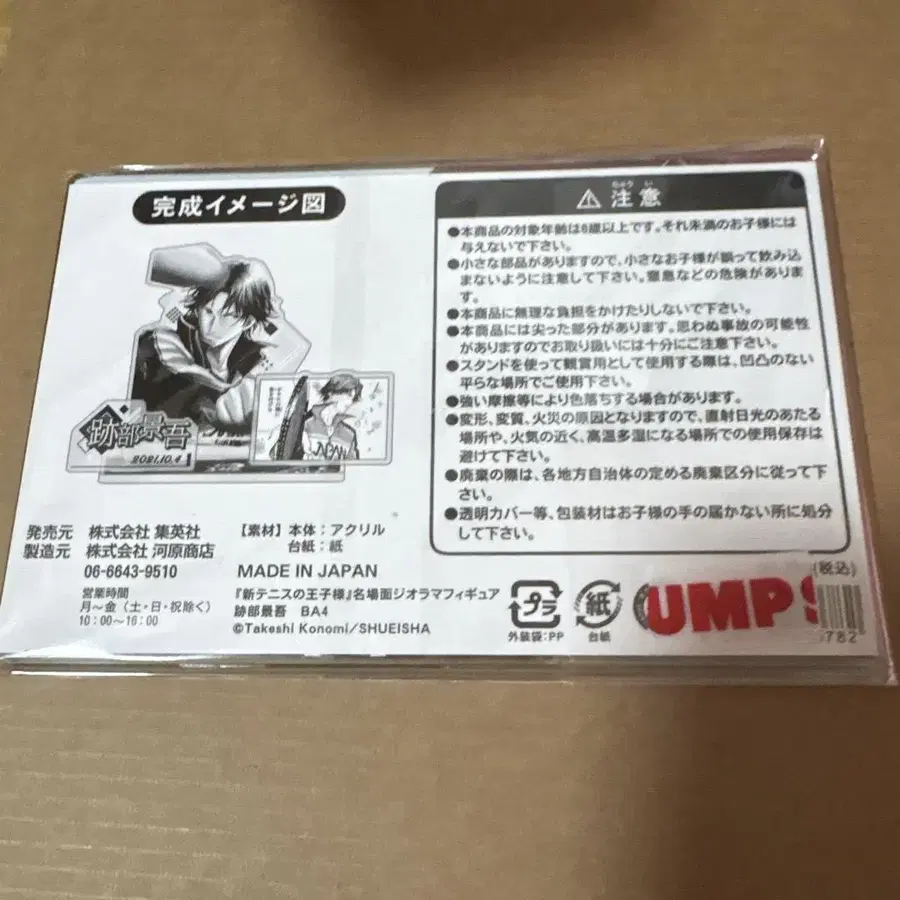 完成イメージ図
跡部景吾
2021.10.4
発売元 株式会社 集英社
製造元 株式会社 河原商店
06-6643-9510
営業時間
月～金（土・日・祝除く）
10:00～16:00
【素材】本体：アクリル
台紙：紙
MADE IN JAPAN
『新テニスの王子様』名場面ジオラマフィギュア
跡部景吾 BA4
©Takeshi Konomi/SHUEISHA
ちゅう い
⚠ 注意
●本商品の対象年齢は6歳以上です。それ未満のお子様には
与えないで下さい。
●小さな部品がありますので、小さなお子様が誤って飲み込
まないように注意して下さい。窒息などの危険がありま
す。
●本商品に無理な負担をかけたりしないで下さい。
●本商品には尖った部分があります。思わぬ事故の可能性
がありますのでお取り扱いには十分にご注意下さい。
●スタンドを使って観賞用として使用する際は、凹凸のない
平らな場所でご使用下さい。
●強い摩擦等により色落ちする場合があります。
●変形、変質、火災の原因となりますので、直射日光のあたる
場所や、火気の近く、高温多湿になる場所での使用保存は
避けて下さい。
●廃棄の際は、各地方自治体の定める廃棄区分に従って下
さい。
●透明カバー等、包装材はお子様の手の届かない所に処分
して下さい。
プラ
外装袋:PP
紙
台紙
(税込)
UMP S
782